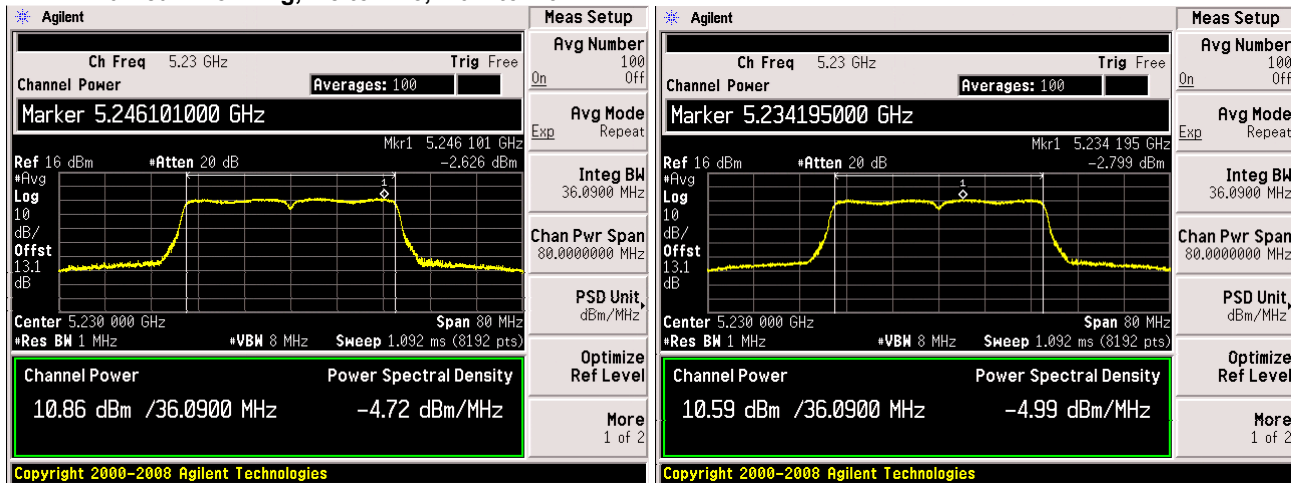 Agilent
Meas Setup
Ch Freq 5.23 GHz Trig Free
Channel Power Averages: 100
Marker 5.246101000 GHz
Mkr1 5.246 101 GHz
Ref 16 dBm #Atten 20 dB -2.626 dBm
#Avg
Log
10
dB/
Offst
13.1
dB
1
Center 5.230 000 GHz Span 80 MHz
#Res BW 1 MHz #VBW 8 MHz Sweep 1.092 ms (8192 pts)
Channel Power Power Spectral Density
10.86 dBm /36.0900 MHz -4.72 dBm/MHz
Copyright 2000-2008 Agilent Technologies
Avg Number
100
On Off
Avg Mode
Exp Repeat
Integ BW
36.0900 MHz
Chan Pwr Span
80.0000000 MHz
PSD Unit
dBm/MHz
Optimize
Ref Level
More
1 of 2
Agilent
Meas Setup
Ch Freq 5.23 GHz Trig Free
Channel Power Averages: 100
Marker 5.234195000 GHz
Mkr1 5.234 195 GHz
Ref 16 dBm #Atten 20 dB -2.799 dBm
#Avg
Log
10
dB/
Offst
13.1
dB
1
Center 5.230 000 GHz Span 80 MHz
#Res BW 1 MHz #VBW 8 MHz Sweep 1.092 ms (8192 pts)
Channel Power Power Spectral Density
10.59 dBm /36.0900 MHz -4.99 dBm/MHz
Copyright 2000-2008 Agilent Technologies
Avg Number
100
On Off
Avg Mode
Exp Repeat
Integ BW
36.0900 MHz
Chan Pwr Span
80.0000000 MHz
PSD Unit
dBm/MHz
Optimize
Ref Level
More
1 of 2